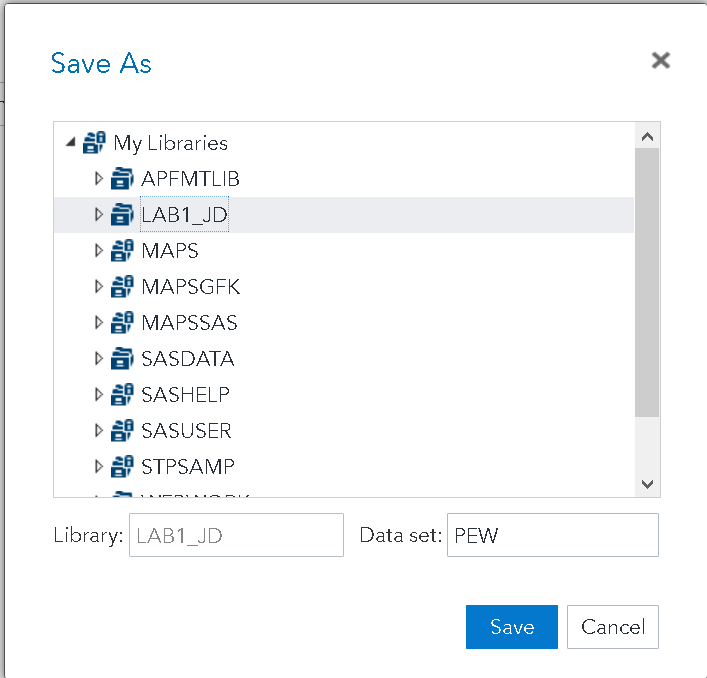 Save As
My Libraries
APFMTLIB
LAB1_JD
MAPS
MAPSGFK
MAPSSAS
SASDATA
SASHELP
SASUSER
STPSAMP
Library: LAB1_JD Data set: PEW
Save Cancel